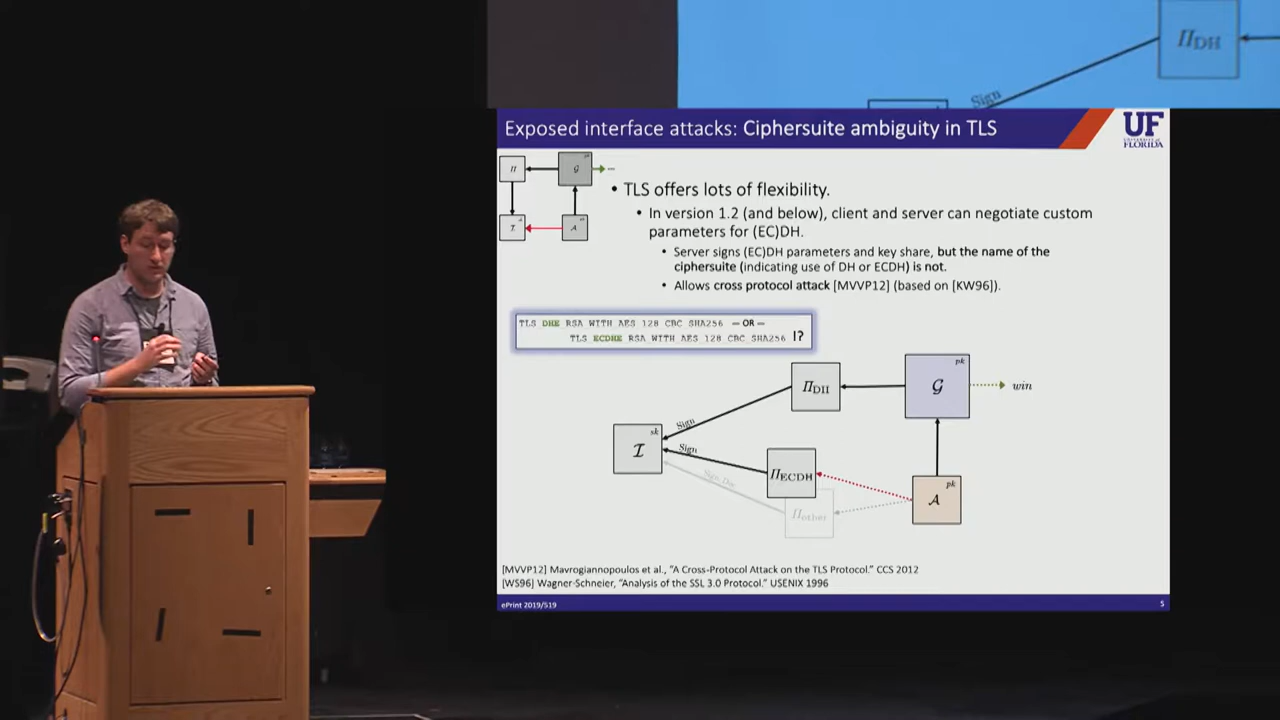 Π_DH
Sign
Exposed interface attacks: Ciphersuite ambiguity in TLS
UF
FLORIDA
Π
G
I
A
• TLS offers lots of flexibility.
• In version 1.2 (and below), client and server can negotiate custom
parameters for (EC)DH.
• Server signs (EC)DH parameters and key share, but the name of the
ciphersuite (indicating use of DH or ECDH) is not.
• Allows cross protocol attack [MVVP12] (based on [KW96]).
TLS DHE RSA WITH AES 128 CBC SHA256 — OR —
TLS ECDHE RSA WITH AES 128 CBC SHA256 !?
Π_DH
pk
G
win
Sign
sk
I
Sign
Π_ECDH
pk
A
Π_other
[MVVP12] Mavrogiannopoulos et al., "A Cross-Protocol Attack on the TLS Protocol." CCS 2012
[WS96] Wagner-Schneier, "Analysis of the SSL 3.0 Protocol." USENIX 1996
ePrint 2019/519
5